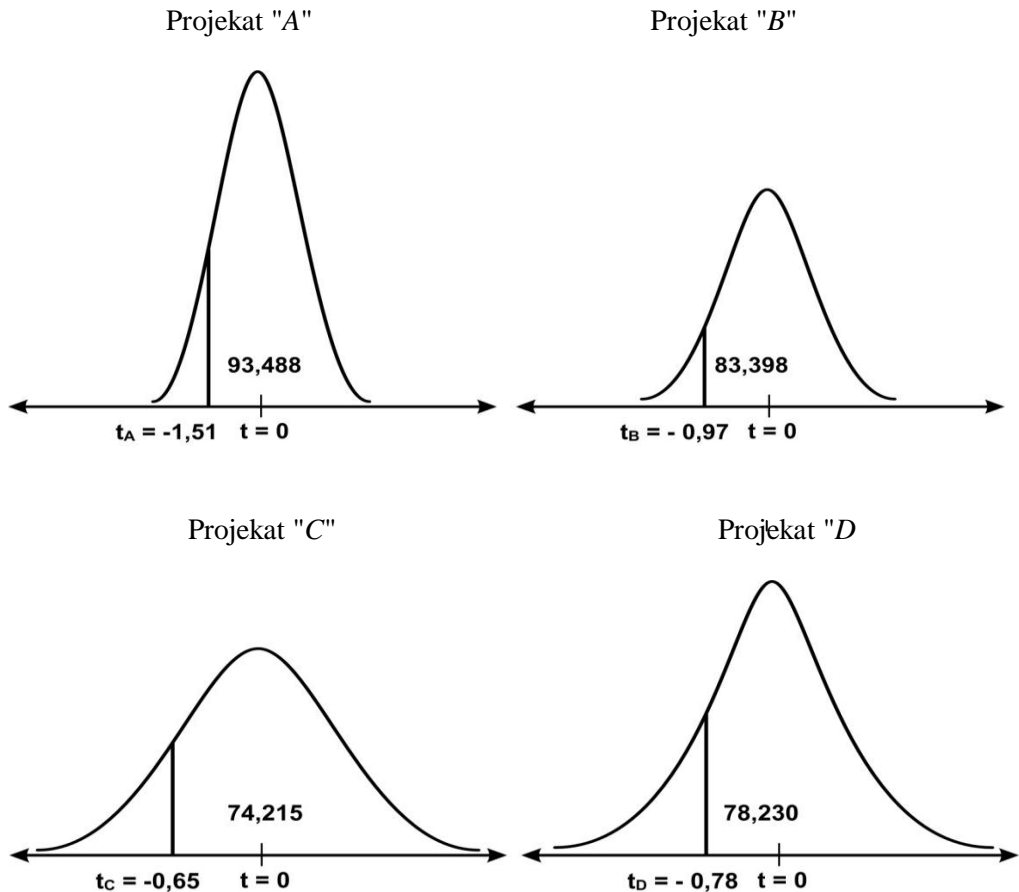 Projekat "A"
Projekat "B"
93,488
83,398
tA = -1,51 t = 0
tB = - 0,97 t = 0
Projekat "C"
Projekat "D
74,215
78,230
tC = -0,65 t = 0
tD = - 0,78 t = 0